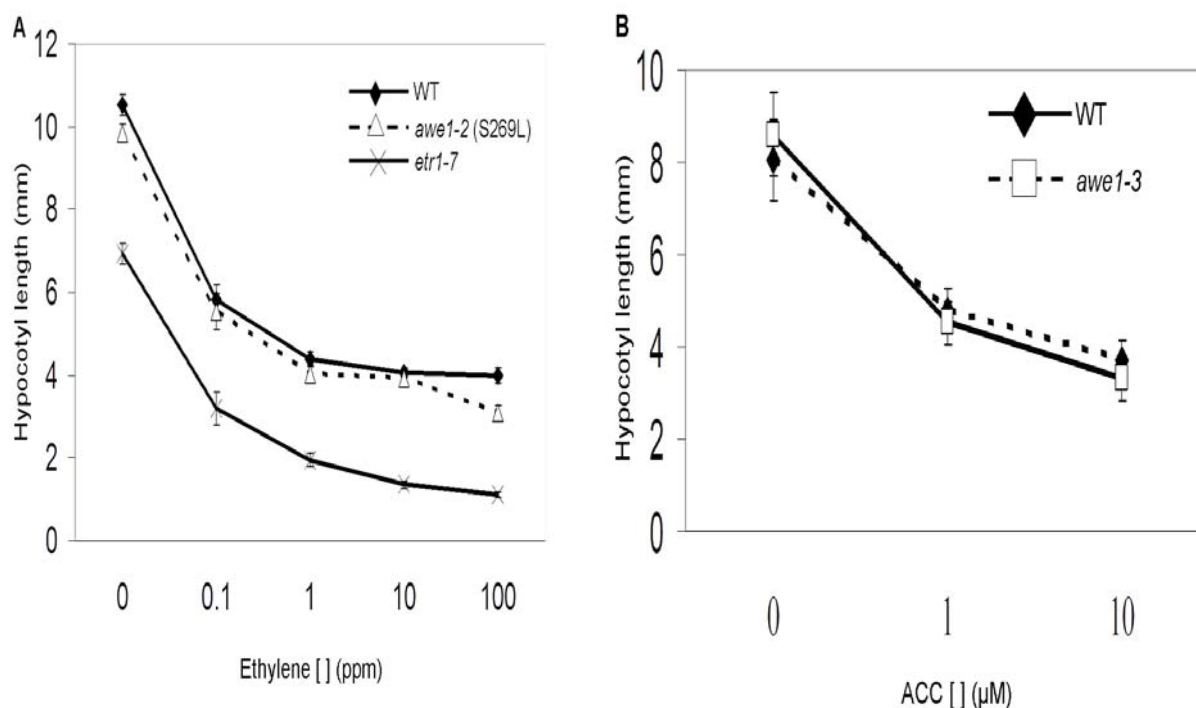 A
12
10
8
6
4
2
0
Hypocotyl length (mm)
WT
awe1-2 (S269L)
etr1-7
0 0.1 1 10 100
Ethylene [ ] (ppm)
B
10
8
6
4
2
0
Hypocotyl length (mm)
WT
awe1-3
0 1 10
ACC [ ] (µM)